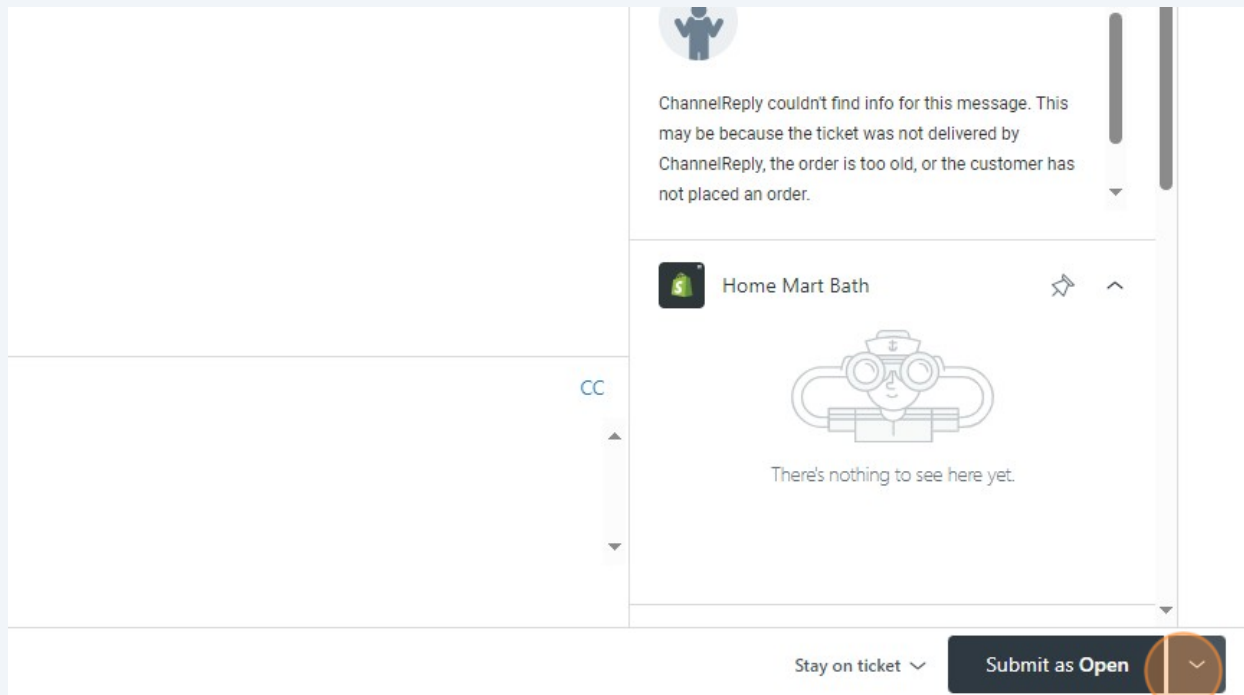 ChannelReply couldn't find info for this message. This
may be because the ticket was not delivered by
ChannelReply, the order is too old, or the customer has
not placed an order.
Home Mart Bath
CC
There's nothing to see here yet.
Stay on ticket
Submit as Open